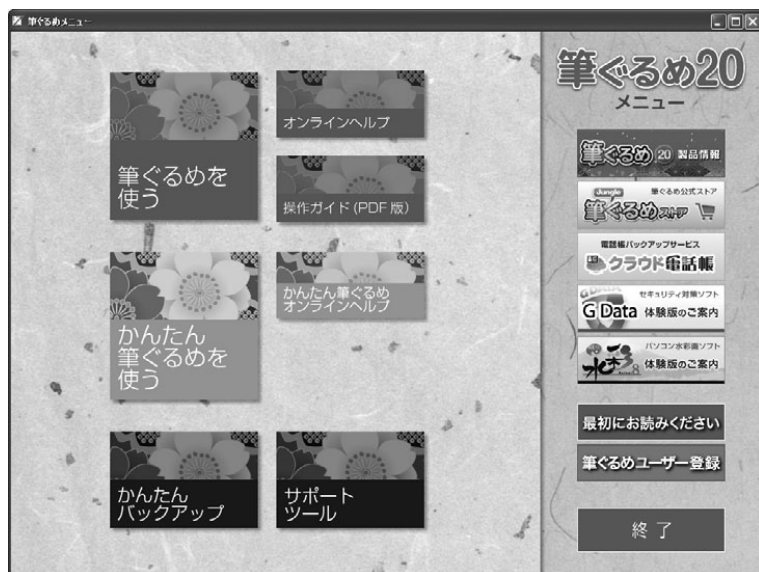 筆ぐるめメニュー
筆ぐるめを
使う
オンラインヘルプ
操作ガイド(PDF 版)
かんたん
筆ぐるめを
使う
かんたん筆ぐるめ
オンラインヘルプ
かんたん
バックアップ
サポート
ツール
筆ぐるめ20
メニュー
筆ぐるめ 20 製品情報
Jungle 筆ぐるめ公式ストア
筆ぐるめストア
電話帳バックアップサービス
クラウド電話帳
G DATA セキュリティ対策ソフト
G Data 体験版のご案内
パソコン水彩画ソフト
水彩 8 体験版のご案内
最初にお読みください
筆ぐるめユーザー登録
終了